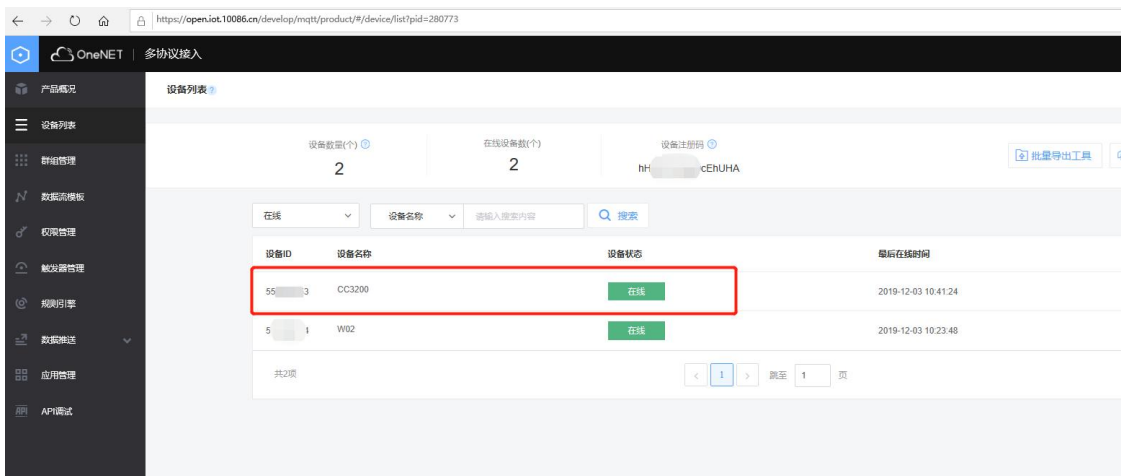 https://open.iot.10086.cn/develop/mqtt/product/#/device/list?pid=280773
OneNET | 多协议接入
产品概况
设备列表
群组管理
数据流模板
权限管理
触发器管理
规则引擎
数据推送
应用管理
API API调试
设备列表 ?
设备数量(个) ? 在线设备数(个) 设备注册码 ?
2 2 hH cEhUHA
批量导出工具
在线 设备名称 请输入搜索内容 搜索
设备ID 设备名称 设备状态 最后在线时间
55 3 CC3200 在线 2019-12-03 10:41:24
5 1 W02 在线 2019-12-03 10:23:48
共2项 < 1 > 跳至 1 页